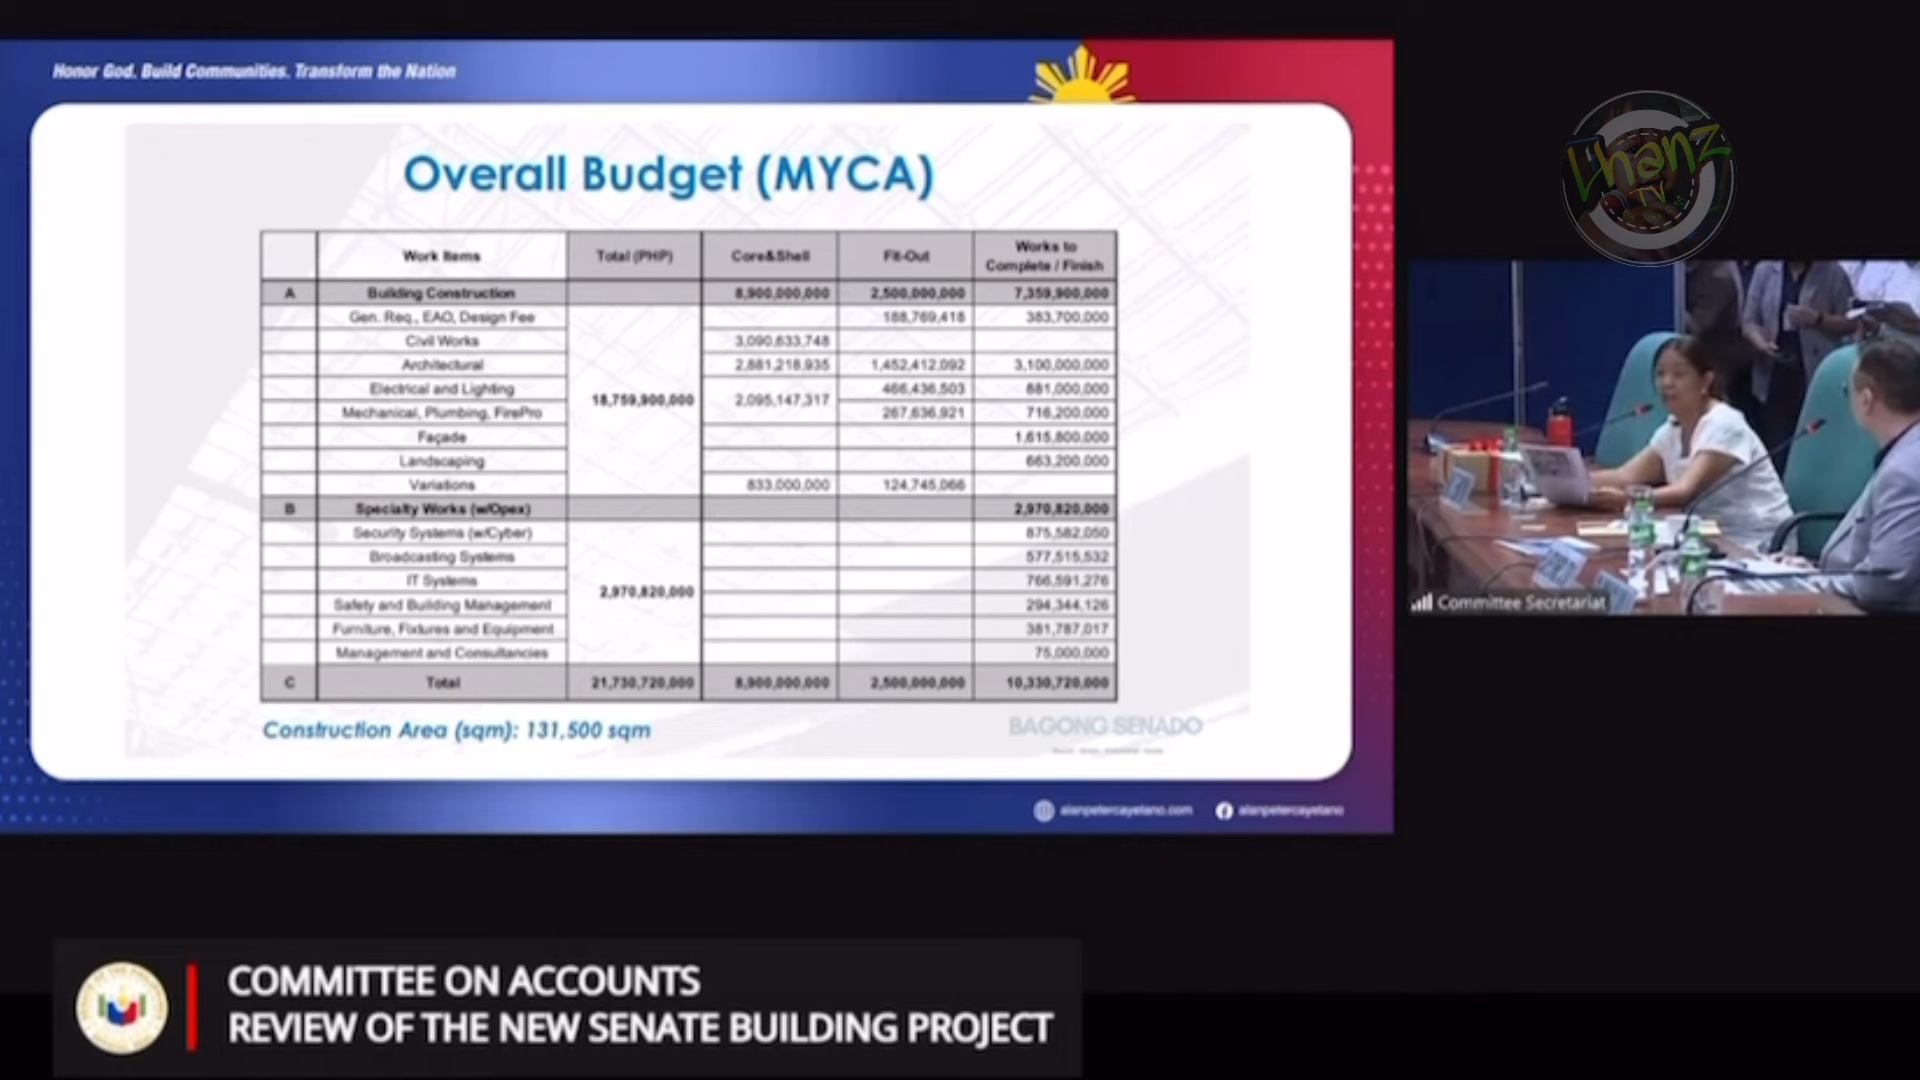 Honor God. Build Communities. Transform the Nation
Lhanz
TV
Overall Budget (MYCA)
Work Items Total (PHP) Core&Shell Fit-Out Works to Complete / Finish
A Building Construction 8,900,000,000 2,500,000,000 7,359,900,000
Gen. Req., EAO, Design Fee 188,769,418 383,700,000
Civil Works 3,090,633,748
Architectural 2,881,218,935 1,452,412,092 3,100,000,000
Electrical and Lighting 466,436,503 881,000,000
18,759,900,000 2,095,147,317
Mechanical, Plumbing, FirePro 267,636,921 716,200,000
Façade 1,615,800,000
Landscaping 663,200,000
Variations 833,000,000 124,745,066
B Specialty Works (w/Opex) 2,970,820,000
Security Systems (w/Cyber) 875,582,050
Broadcasting Systems 577,515,532
IT Systems 766,591,276
2,970,820,000
Safety and Building Management 294,344,126
Furniture, Fixtures and Equipment 381,787,017
Management and Consultancies 75,000,000
C Total 21,730,720,000 8,900,000,000 2,500,000,000 10,330,720,000
Construction Area (sqm): 131,500 sqm
BAGONG SENADO
alanpetercayetano.com alanpetercayetano
Committee Secretariat
COMMITTEE ON ACCOUNTS
REVIEW OF THE NEW SENATE BUILDING PROJECT